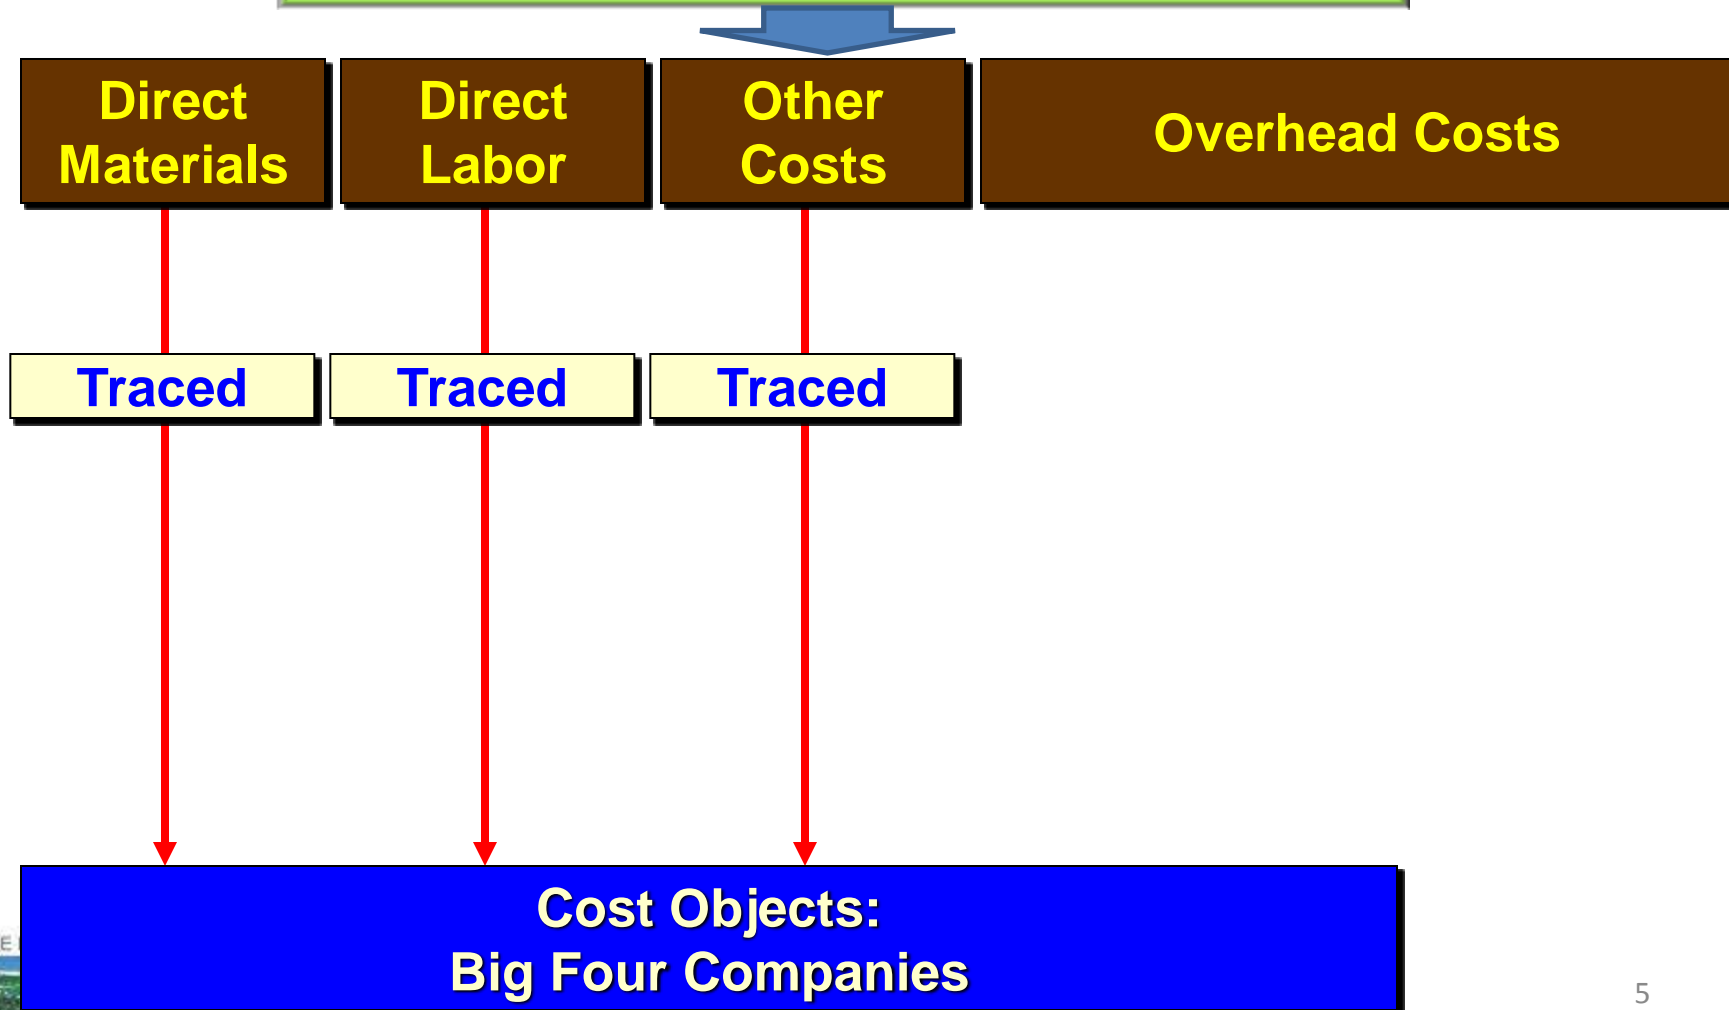 Direct
Materials
Direct
Labor
Other
Costs
Overhead Costs
Traced
Traced
Traced
Cost Objects:
Big Four Companies
5